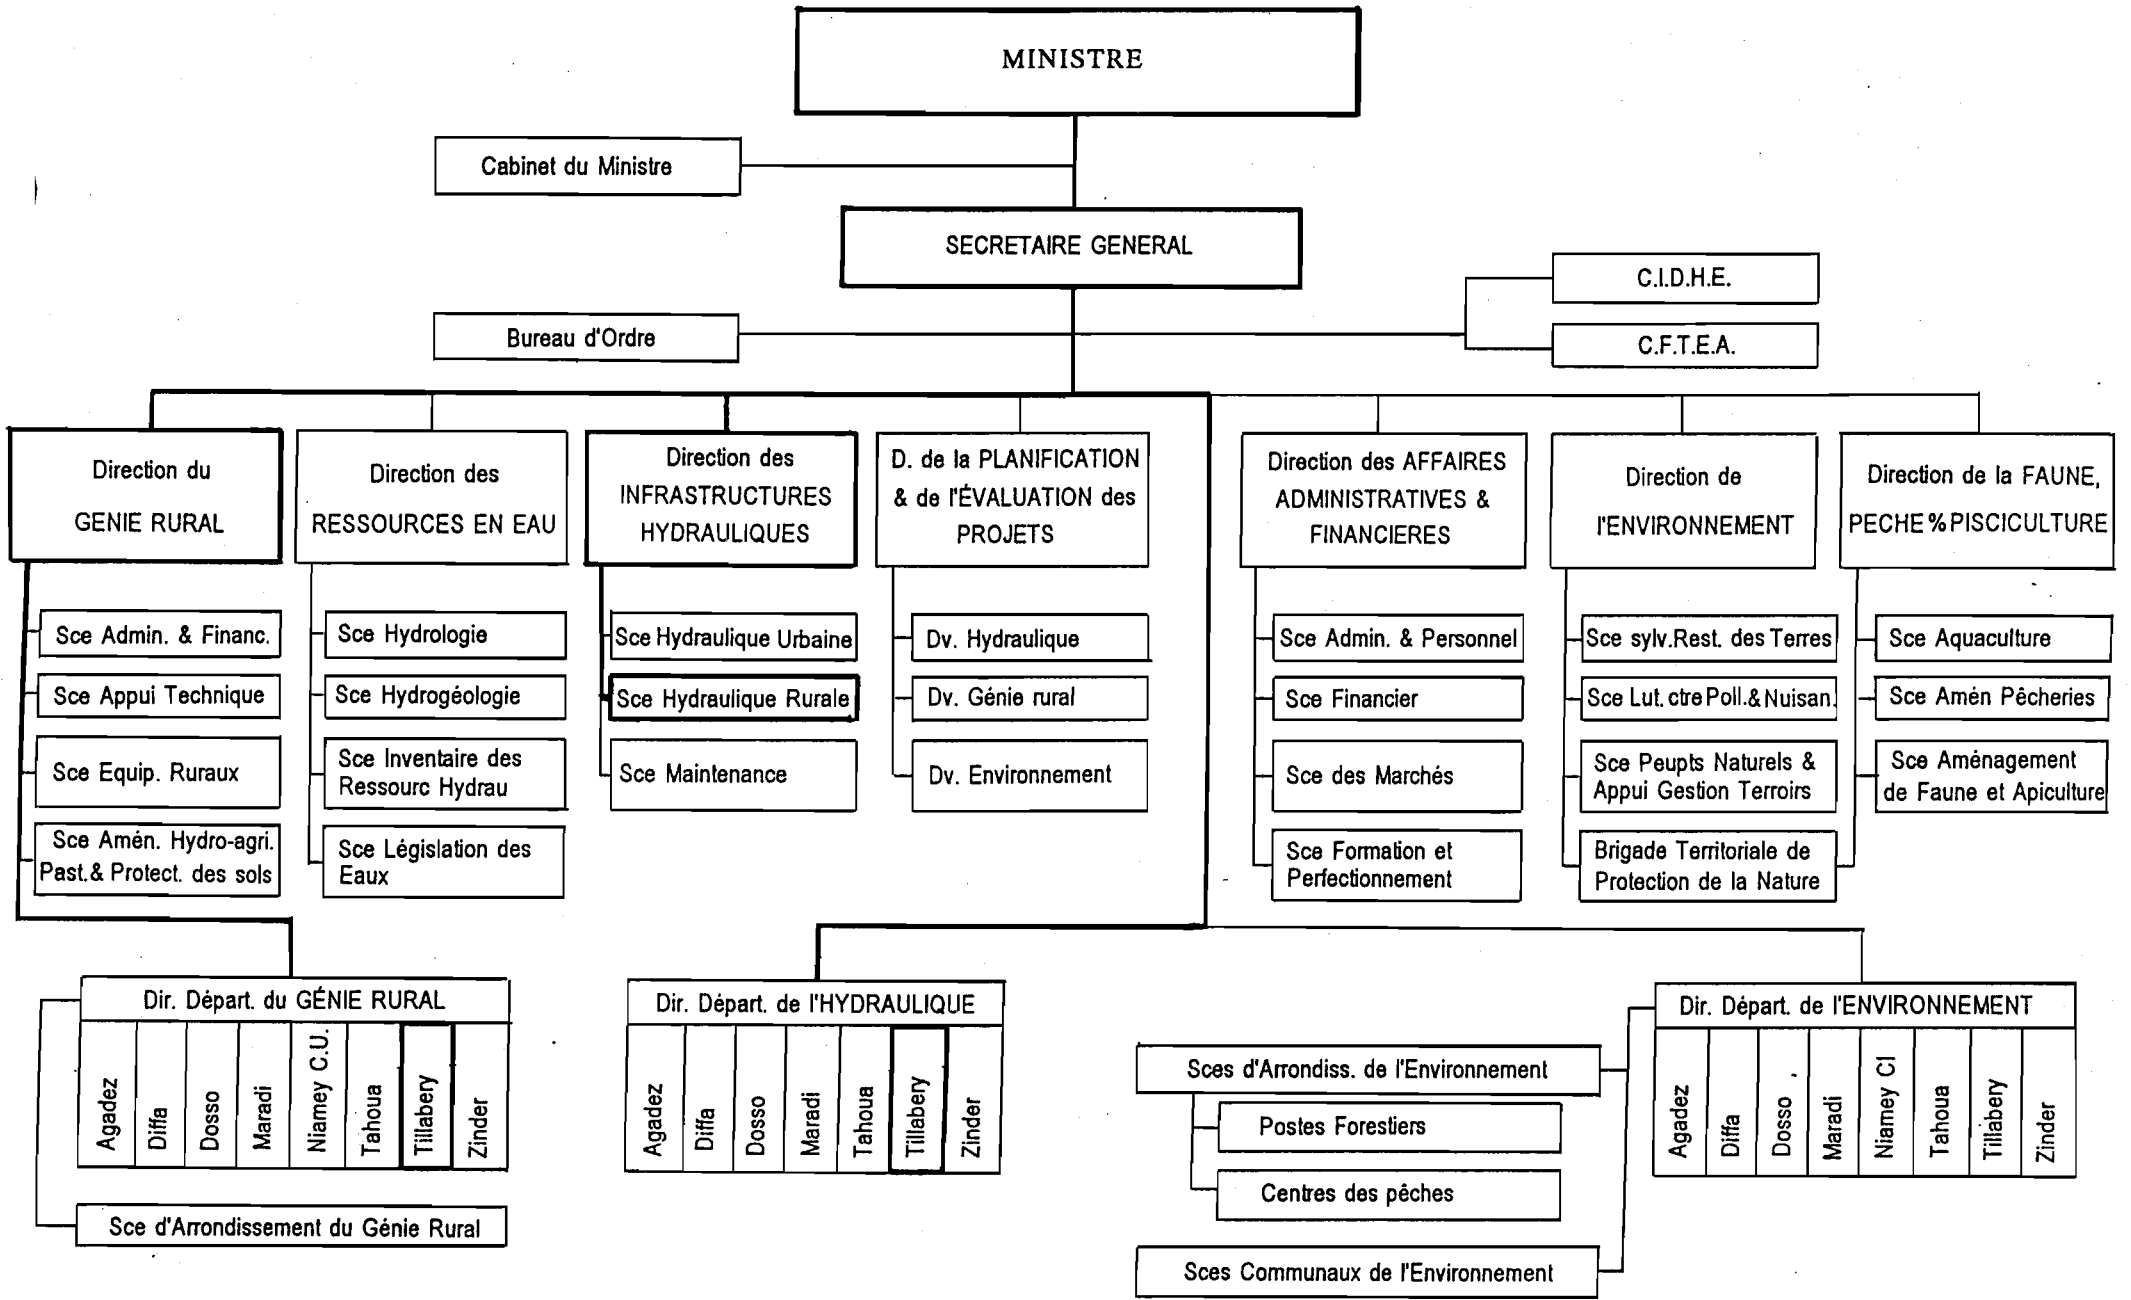 MINISTRE
Cabinet du Ministre
SECRETAIRE GENERAL
C.I.D.H.E.
Bureau d'Ordre
C.F.T.E.A.
Direction du
GENIE RURAL
Direction des
RESSOURCES EN EAU
Direction des
INFRASTRUCTURES
HYDRAULIQUES
D. de la PLANIFICATION
& de l'ÉVALUATION des
PROJETS
Direction des AFFAIRES
ADMINISTRATIVES &
FINANCIERES
Direction de
l'ENVIRONNEMENT
Direction de la FAUNE,
PECHE % PISCICULTURE
Sce Admin. & Financ.
Sce Appui Technique
Sce Equip. Ruraux
Sce Amén. Hydro-agri.
Past.& Protect. des sols
Sce Hydrologie
Sce Hydrogéologie
Sce Inventaire des
Ressourc Hydrau
Sce Législation des
Eaux
Sce Hydraulique Urbaine
Sce Hydraulique Rurale
Sce Maintenance
Dv. Hydraulique
Dv. Génie rural
Dv. Environnement
Sce Admin. & Personnel
Sce Financier
Sce des Marchés
Sce Formation et
Perfectionnement
Sce sylv.Rest. des Terres
Sce Lut. ctre Poll.& Nuisan.
Sce Peupts Naturels &
Appui Gestion Terroirs
Brigade Territoriale de
Protection de la Nature
Sce Aquaculture
Sce Amén Pêcheries
Sce Aménagement
de Faune et Apiculture
Dir. Départ. du GÉNIE RURAL
Agadez
Diffa
Dosso
Maradi
Niamey C.U.
Tahoua
Tillabery
Zinder
Sce d'Arrondissement du Génie Rural
Dir. Départ. de l'HYDRAULIQUE
Agadez
Diffa
Dosso
Maradi
Tahoua
Tillabery
Zinder
Dir. Départ. de l'ENVIRONNEMENT
Agadez
Diffa
Dosso
Maradi
Niamey CI
Tahoua
Tillabery
Zinder
Sces d'Arrondiss. de l'Environnement
Postes Forestiers
Centres des pêches
Sces Communaux de l'Environnement